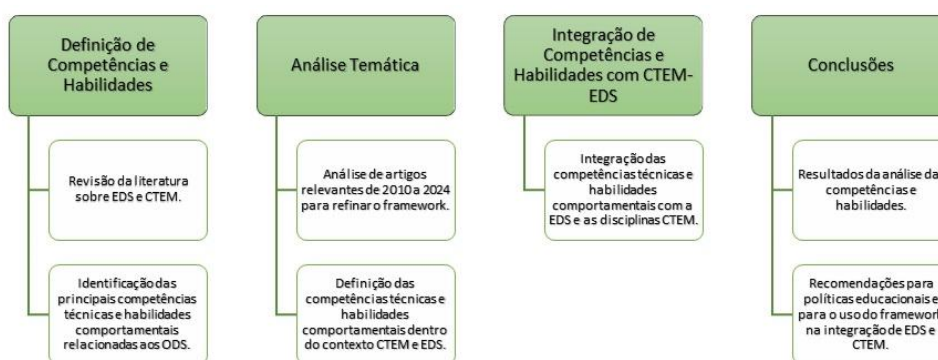 Definição de
Competências e
Habilidades
Revisão da literatura
sobre EDS e CTEM.
Identificação das
principais competências
técnicas e habilidades
comportamentais
relacionadas aos ODS.
Análise Temática
Análise de artigos
relevantes de 2010 a 2024
para refinar o framework.
Definição das
competências técnicas e
habilidades
comportamentais dentro
do contexto CTEM e EDS.
Integração de
Competências e
Habilidades com CTEM-
EDS
Integração das
competências técnicas e
habilidades
comportamentais com a
EDS e as disciplinas CTEM.
Conclusões
Resultados da análise da
competências e
habilidades.
Recomendações para
políticas educacionais e
para o uso do framework
na integração de EDS e
CTEM.